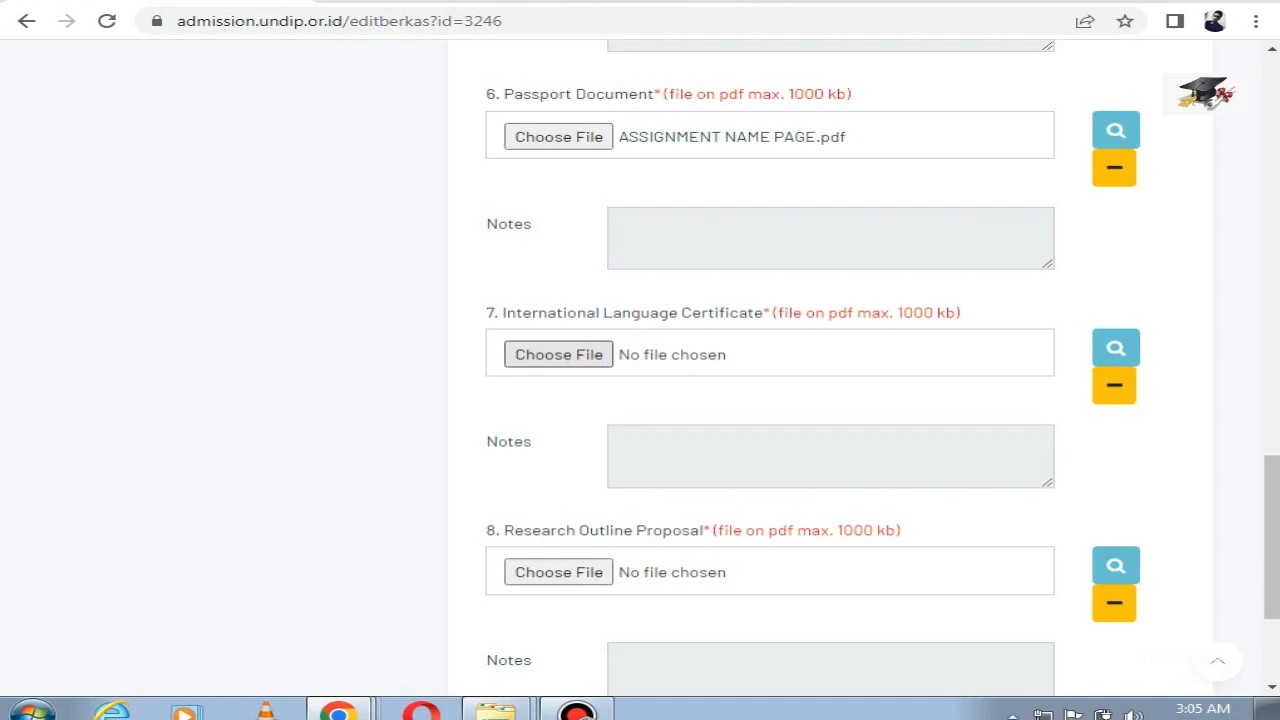 admission.undip.or.id/editberkas?id=3246
6. Passport Document* (file on pdf max. 1000 kb)
Choose File ASSIGNMENT NAME PAGE.pdf
Notes
7. International Language Certificate* (file on pdf max. 1000 kb)
Choose File No file chosen
Notes
8. Research Outline Proposal* (file on pdf max. 1000 kb)
Choose File No file chosen
Notes
3:05 AM